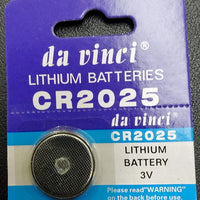 da vinci®
LITHIUM BATTERIES
CR2025
da vinci®
CR2025
LITHIUM
BATTERY
3V
Please read "WARNING"
on the back before use.